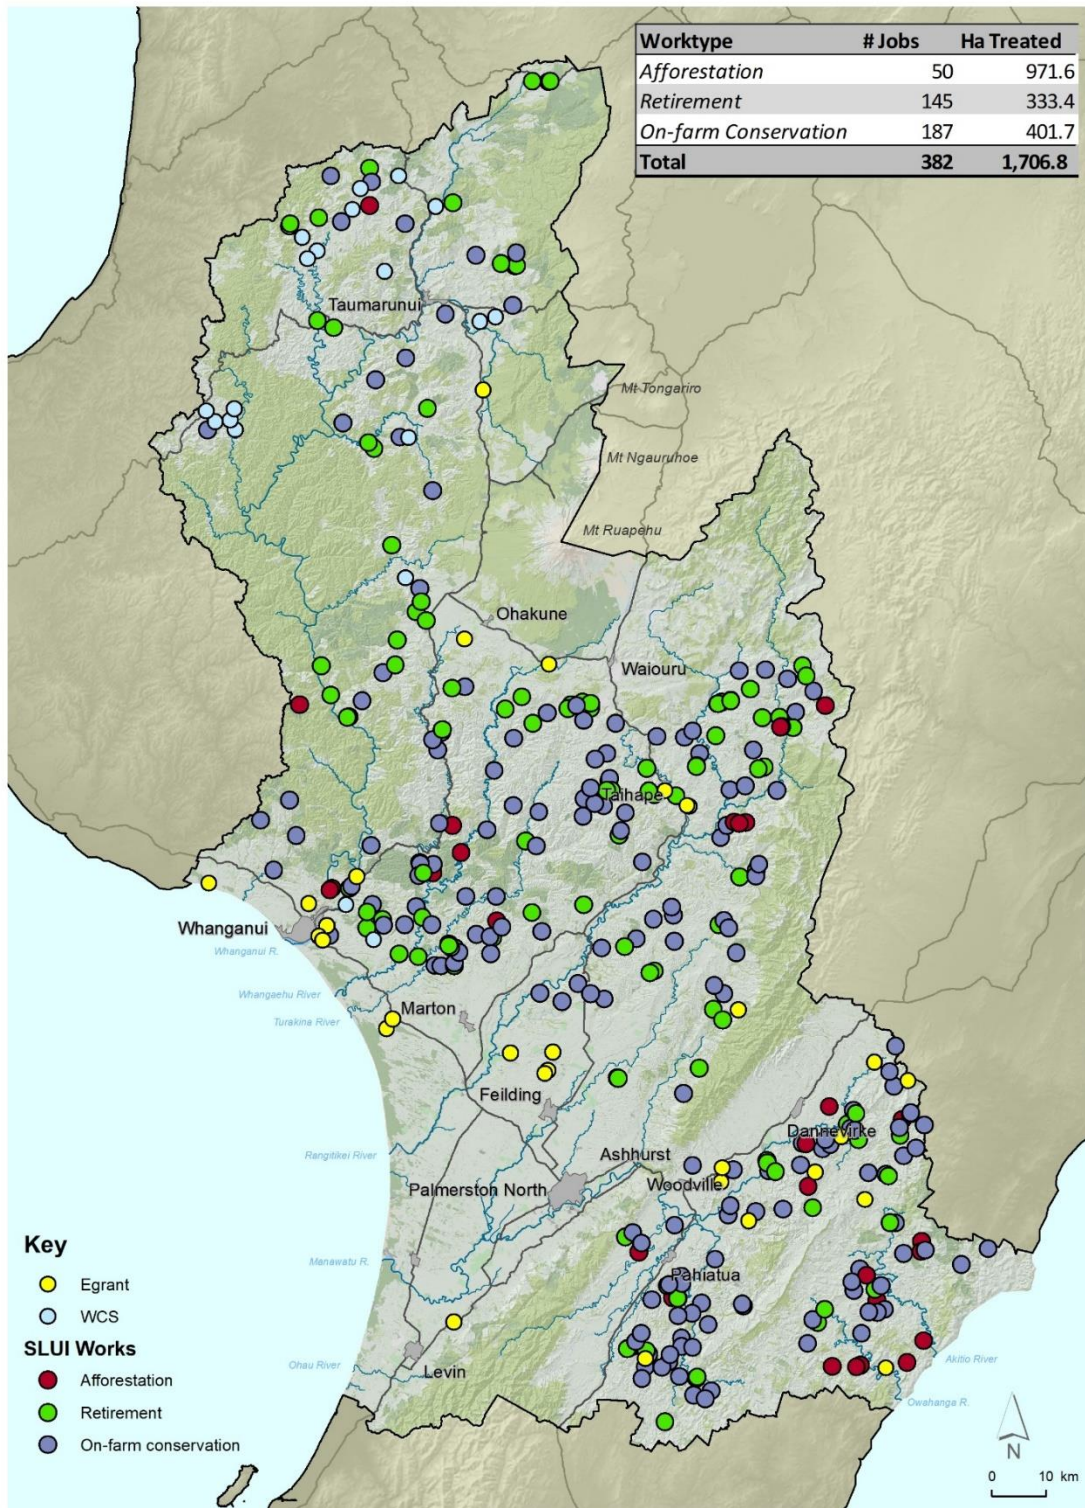 Worktype # Jobs Ha Treated
Afforestation 50 971.6
Retirement 145 333.4
On-farm Conservation 187 401.7
Total 382 1,706.8
Taumarunui
Mt Tongariro
Mt Ngauruhoe
Mt Ruapehu
Ohakune
Waiouru
Taihape
Whanganui
Whanganui R.
Whangaehu River
Marton
Turakina River
Feilding
Dannevirke
Rangitikei River
Ashhurst
Woodville
Palmerston North
Key
Manawatu R.
Pahiatua
Egrant
WCS
SLUI Works
Afforestation
Retirement
On-farm conservation
Ohau River
Levin
Akitio River
Owahanga R.
N
0 10 km